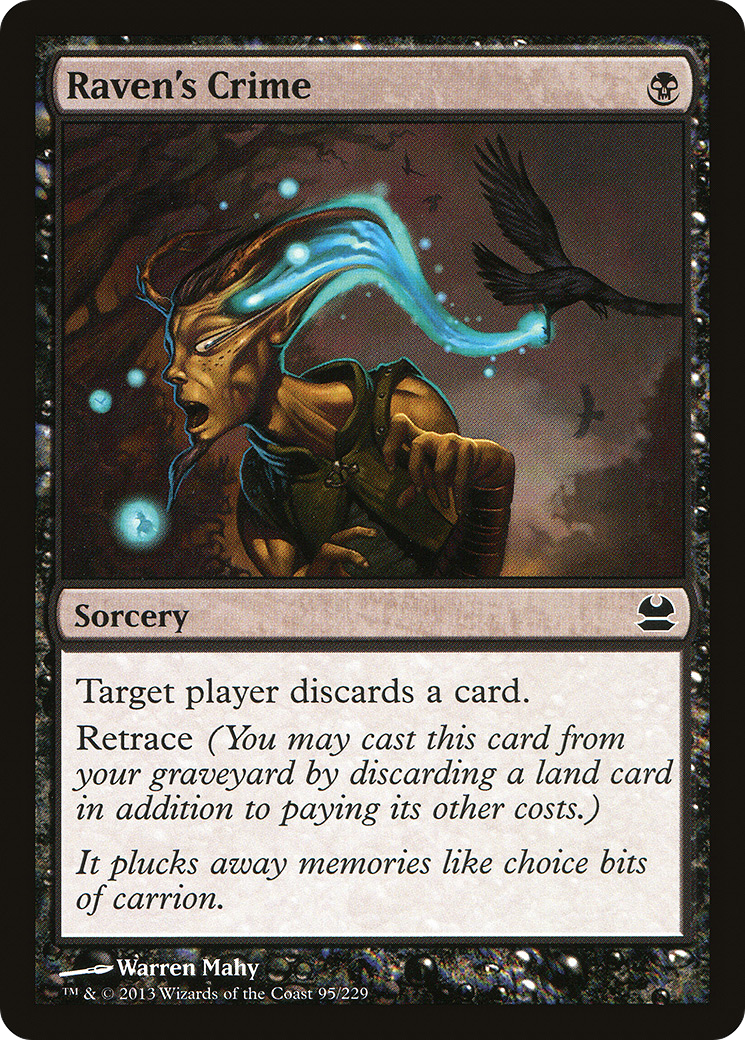 Raven's Crime
Sorcery
Target player discards a card.
Retrace (You may cast this card from
your graveyard by discarding a land card
in addition to paying its other costs.)
It plucks away memories like choice bits
of carrion.
Warren Mahy
™ & © 2013 Wizards of the Coast 95/229